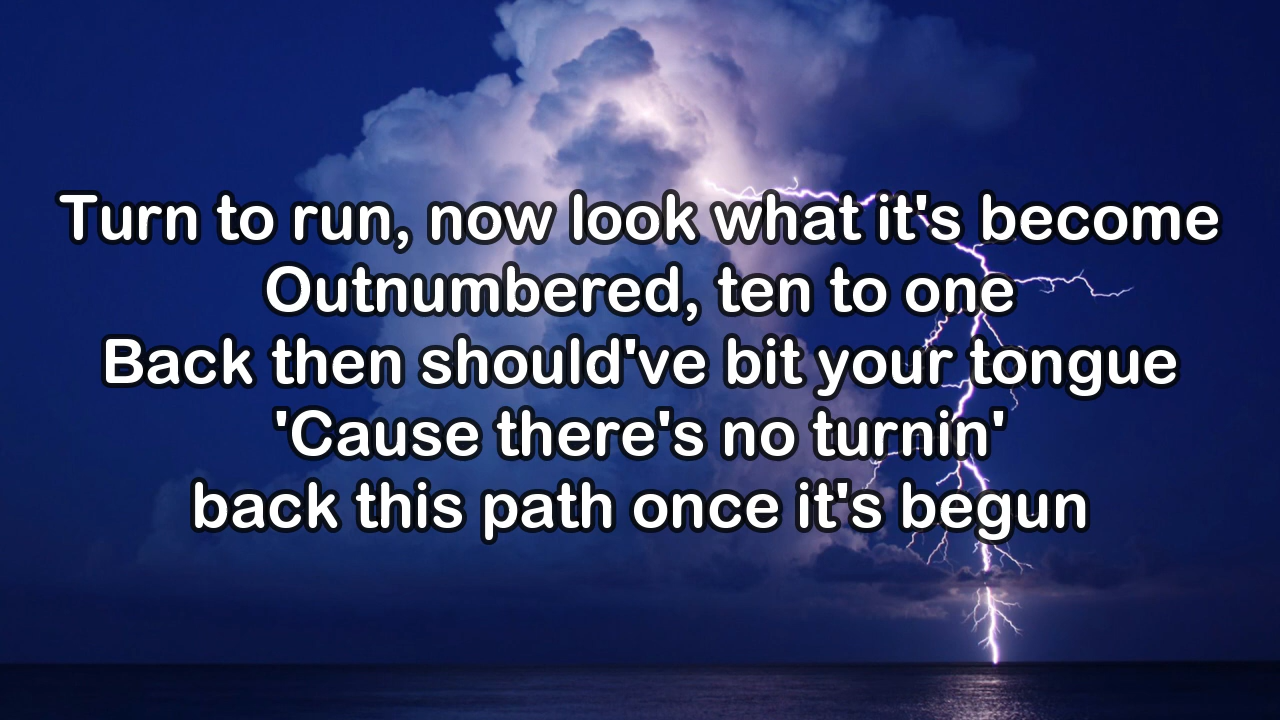 Turn to run, now look what it's become
Outnumbered, ten to one
Back then should've bit your tongue
'Cause there's no turnin'
back this path once it's begun